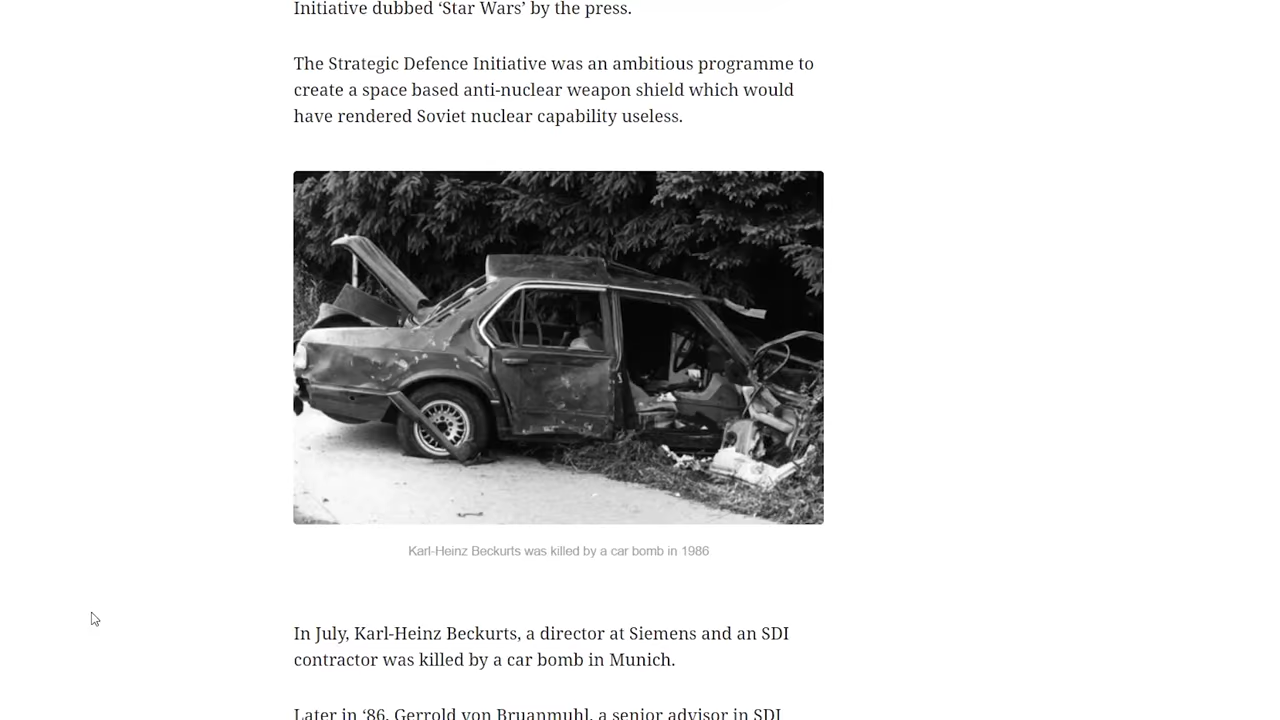 Initiative dubbed ‘Star Wars’ by the press.
The Strategic Defence Initiative was an ambitious programme to
create a space based anti-nuclear weapon shield which would
have rendered Soviet nuclear capability useless.
Karl-Heinz Beckurts was killed by a car bomb in 1986
In July, Karl-Heinz Beckurts, a director at Siemens and an SDI
contractor was killed by a car bomb in Munich.
Later in ‘86, Gerrold von Bruanmuhl, a senior advisor in SDI